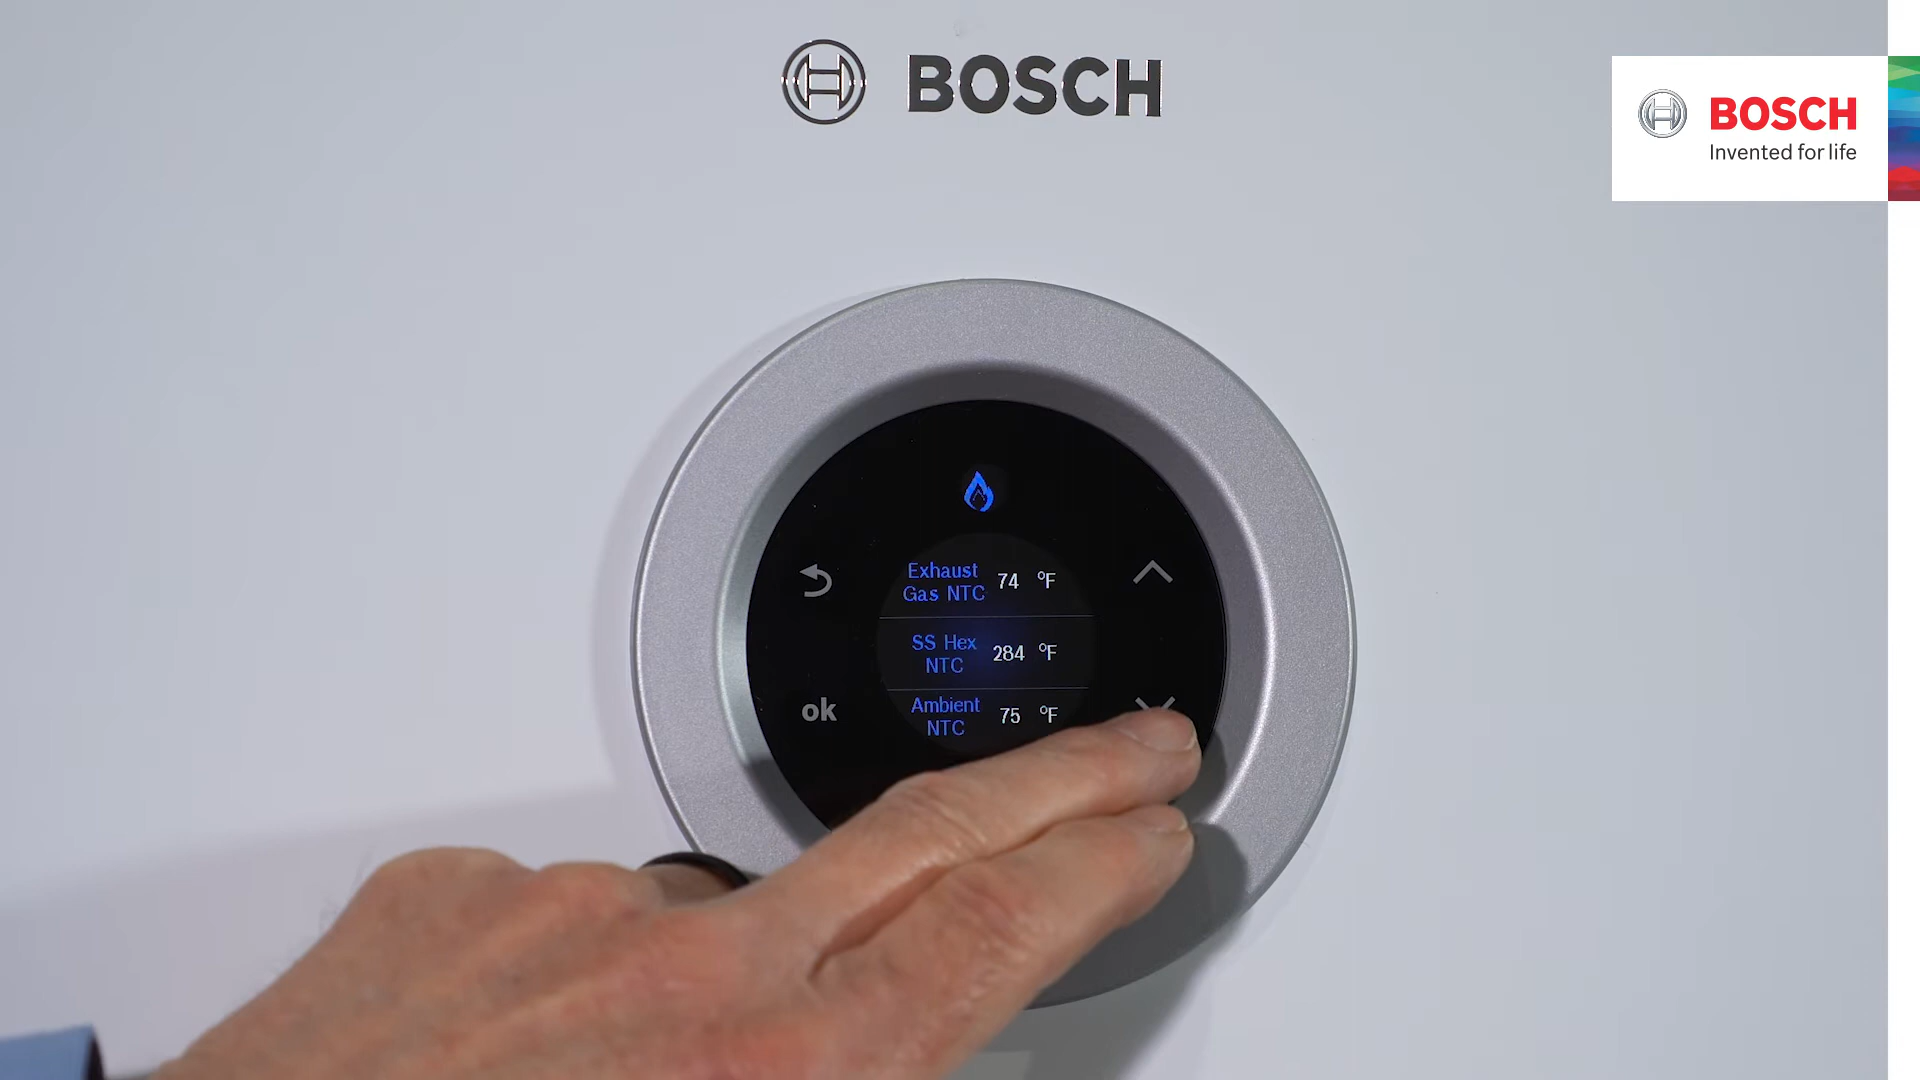 BOSCH
BOSCH
Invented for life
Exhaust
Gas NTC 74 °F
SS Hex
NTC 284 °F
ok
Ambient
NTC 75 °F